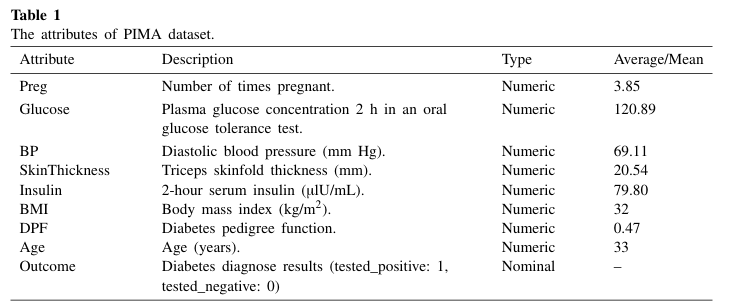 Table 1
The attributes of PIMA dataset.
Attribute Description Type Average/Mean
Preg Number of times pregnant. Numeric 3.85
Glucose Plasma glucose concentration 2 h in an oral Numeric 120.89
glucose tolerance test.
BP Diastolic blood pressure (mm Hg). Numeric 69.11
SkinThickness Triceps skinfold thickness (mm). Numeric 20.54
Insulin 2-hour serum insulin (μlU/mL). Numeric 79.80
BMI Body mass index (kg/m²). Numeric 32
DPF Diabetes pedigree function. Numeric 0.47
Age Age (years). Numeric 33
Outcome Diabetes diagnose results (tested_positive: 1, Nominal –
tested_negative: 0)